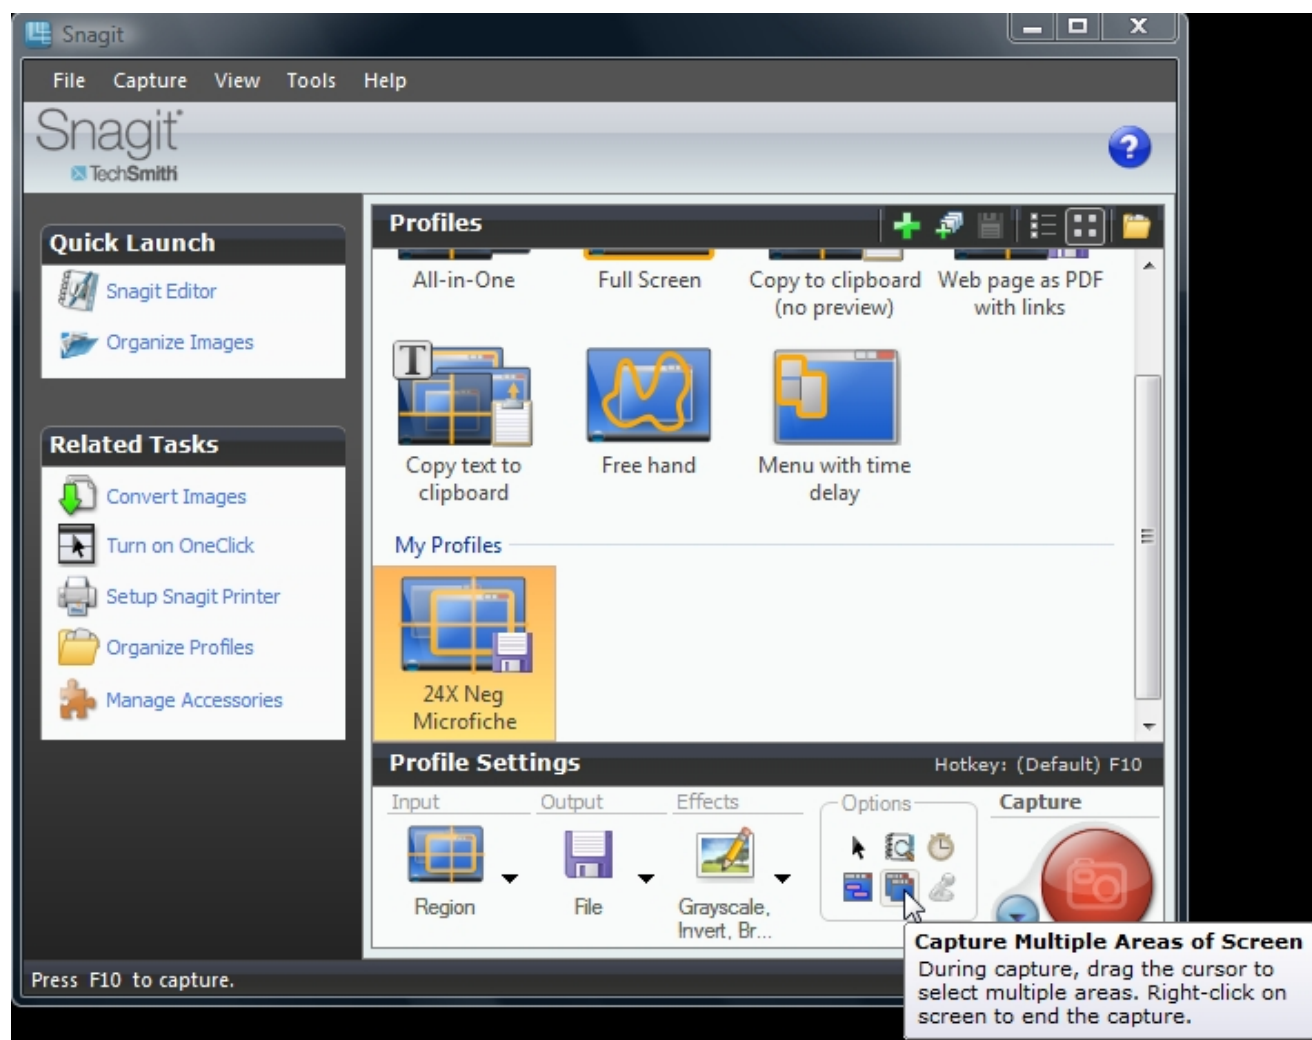 Snagit
File Capture View Tools Help
Snagit
TechSmith
?
Quick Launch
Snagit Editor
Organize Images
Related Tasks
Convert Images
Turn on OneClick
Setup Snagit Printer
Organize Profiles
Manage Accessories
Profiles
All-in-One
Full Screen
Copy to clipboard
(no preview)
Web page as PDF
with links
T
Copy text to
clipboard
Free hand
Menu with time
delay
My Profiles
24X Neg
Microfiche
Profile Settings
Hotkey: (Default) F10
Input
Output
Effects
Options
Capture
Region
File
Grayscale,
Invert, Br...
Capture Multiple Areas of Screen
During capture, drag the cursor to
select multiple areas. Right-click on
screen to end the capture.
Press F10 to capture.